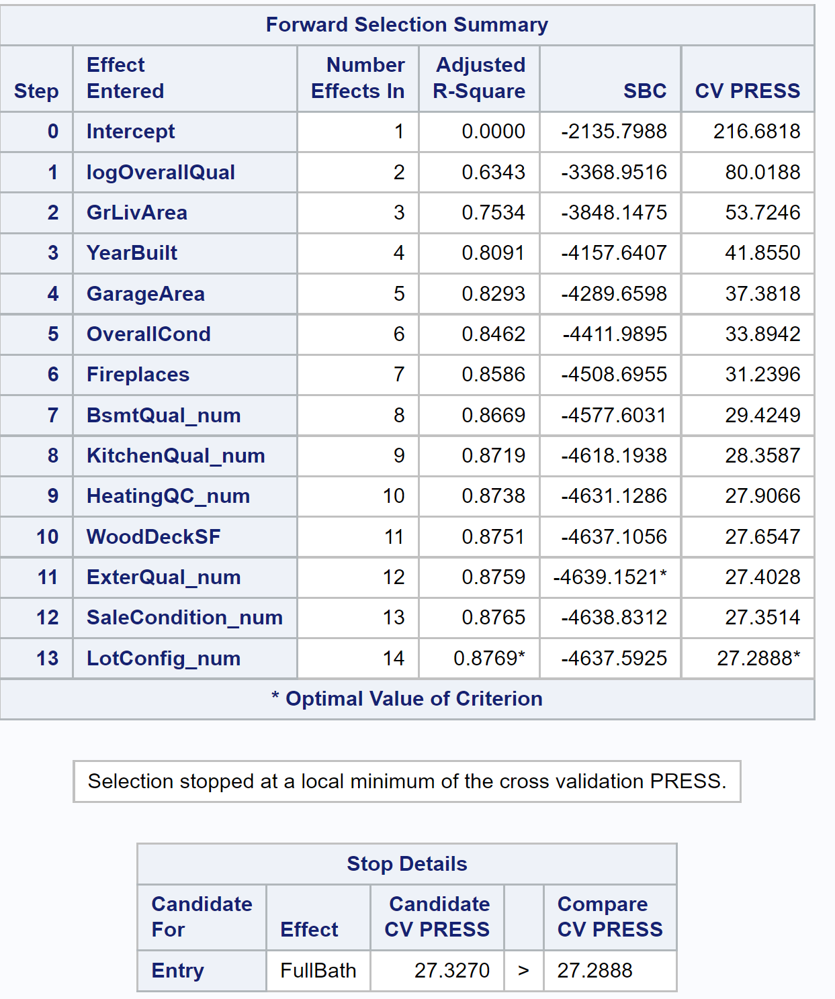 Forward Selection Summary
Step Effect Entered Number Effects In Adjusted R-Square SBC CV PRESS
0 Intercept 1 0.0000 -2135.7988 216.6818
1 logOverallQual 2 0.6343 -3368.9516 80.0188
2 GrLivArea 3 0.7534 -3848.1475 53.7246
3 YearBuilt 4 0.8091 -4157.6407 41.8550
4 GarageArea 5 0.8293 -4289.6598 37.3818
5 OverallCond 6 0.8462 -4411.9895 33.8942
6 Fireplaces 7 0.8586 -4508.6955 31.2396
7 BsmtQual_num 8 0.8669 -4577.6031 29.4249
8 KitchenQual_num 9 0.8719 -4618.1938 28.3587
9 HeatingQC_num 10 0.8738 -4631.1286 27.9066
10 WoodDeckSF 11 0.8751 -4637.1056 27.6547
11 ExterQual_num 12 0.8759 -4639.1521* 27.4028
12 SaleCondition_num 13 0.8765 -4638.8312 27.3514
13 LotConfig_num 14 0.8769* -4637.5925 27.2888*
* Optimal Value of Criterion
Selection stopped at a local minimum of the cross validation PRESS.
Stop Details
Candidate For Effect Candidate CV PRESS Compare CV PRESS
Entry FullBath 27.3270 > 27.2888